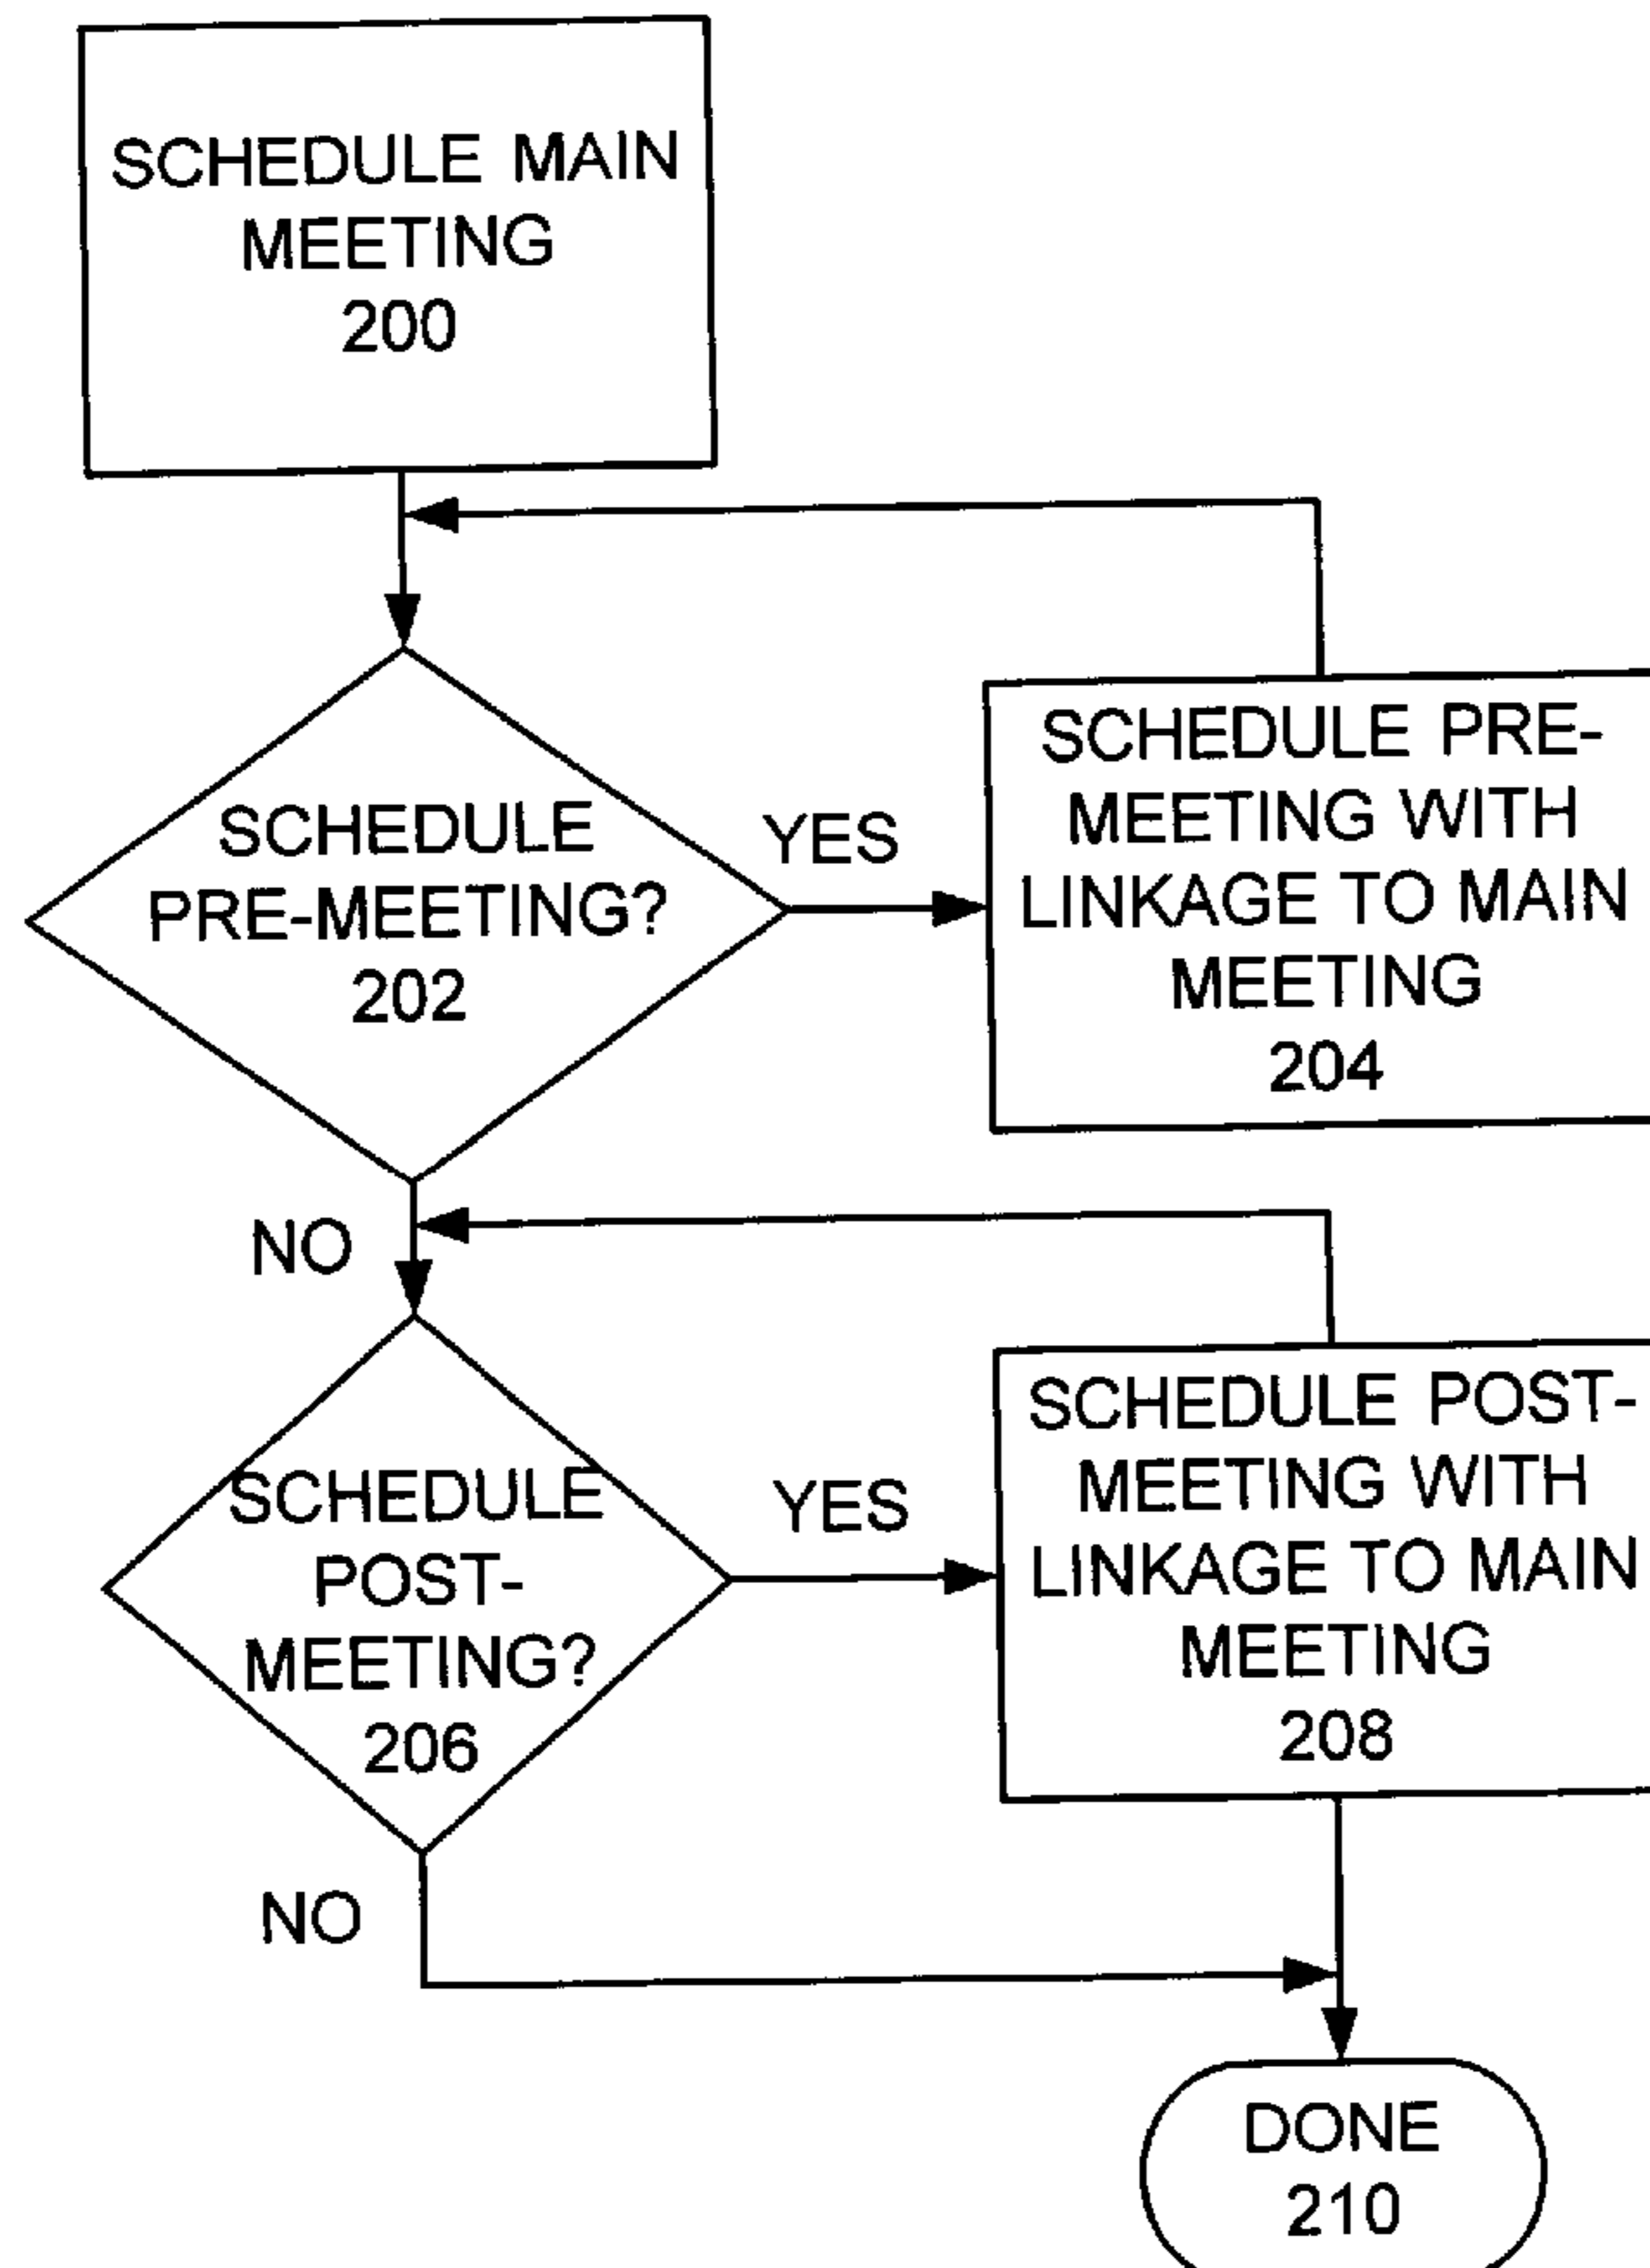 SCHEDULE MAIN
MEETING
200
SCHEDULE
PRE-MEETING?
202
YES
SCHEDULE PRE-
MEETING WITH
LINKAGE TO MAIN
MEETING
204
NO
SCHEDULE
POST-
MEETING?
206
YES
SCHEDULE POST-
MEETING WITH
LINKAGE TO MAIN
MEETING
208
NO
DONE
210